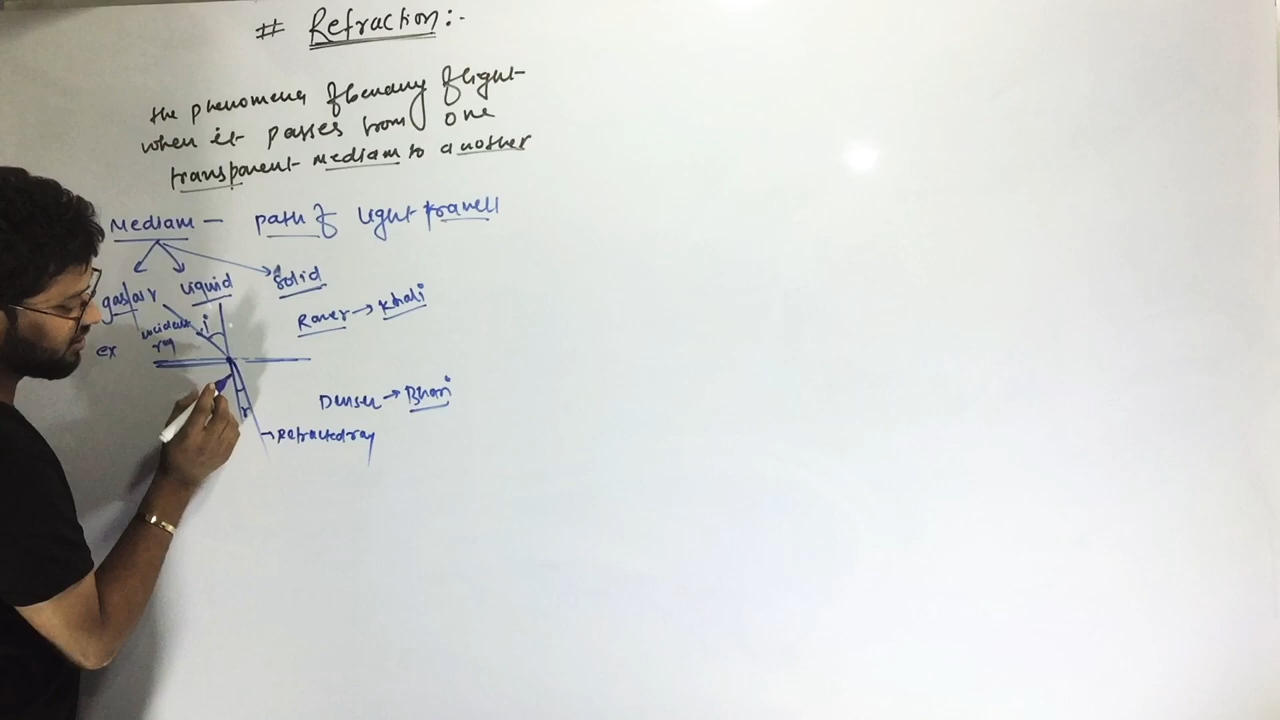 # Refraction:-
the phenomena of bending of light
when it passes from one
transparent medium to another
Medium - path of light travell
gas/air liquid solid
Rarer → Khali
ex incident ray i
Denser → Bhari
r
→ Refracted ray